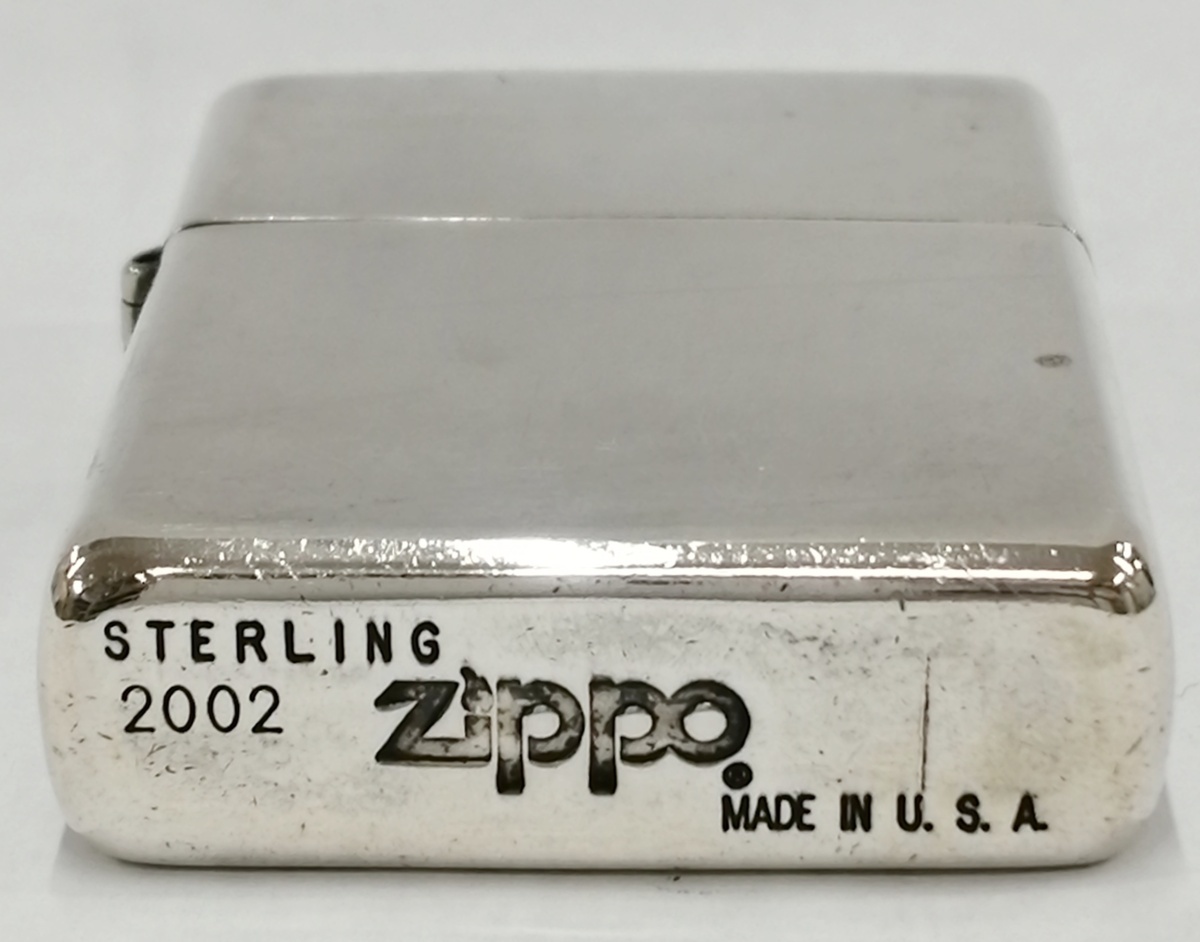 STERLING
2002
Zippo®
MADE IN U. S. A.